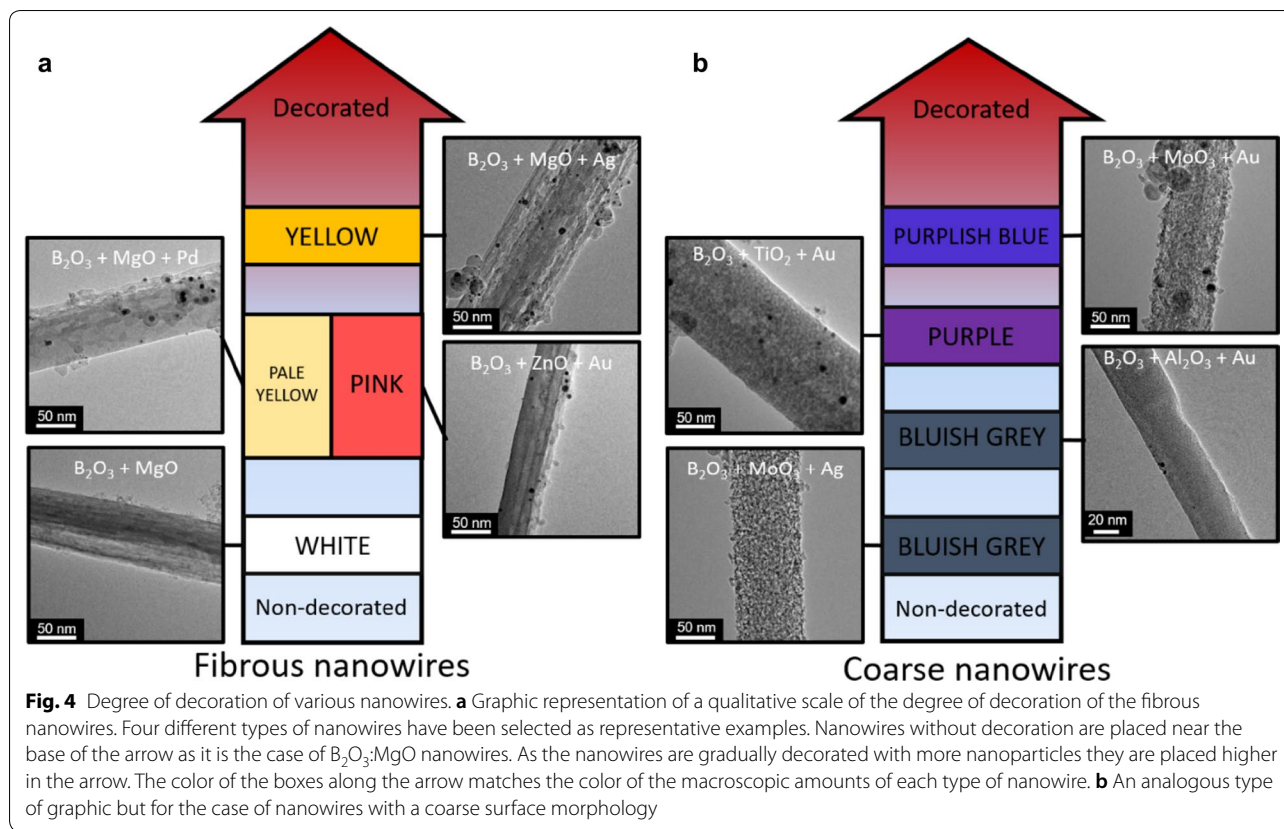 a
Decorated
B₂O₃ + MgO + Ag
50 nm
YELLOW
B₂O₃ + MgO + Pd
50 nm
PALE
YELLOW
PINK
B₂O₃ + ZnO + Au
50 nm
B₂O₃ + MgO
50 nm
WHITE
Non-decorated
Fibrous nanowires
b
Decorated
B₂O₃ + MoO₃ + Au
50 nm
PURPLISH BLUE
B₂O₃ + TiO₂ + Au
50 nm
PURPLE
B₂O₃ + Al₂O₃ + Au
20 nm
BLUISH GREY
B₂O₃ + MoO₃ + Ag
50 nm
BLUISH GREY
Non-decorated
Coarse nanowires
Fig. 4 Degree of decoration of various nanowires. a Graphic representation of a qualitative scale of the degree of decoration of the fibrous
nanowires. Four different types of nanowires have been selected as representative examples. Nanowires without decoration are placed near the
base of the arrow as it is the case of B₂O₃:MgO nanowires. As the nanowires are gradually decorated with more nanoparticles they are placed higher
in the arrow. The color of the boxes along the arrow matches the color of the macroscopic amounts of each type of nanowire. b An analogous type
of graphic but for the case of nanowires with a coarse surface morphology